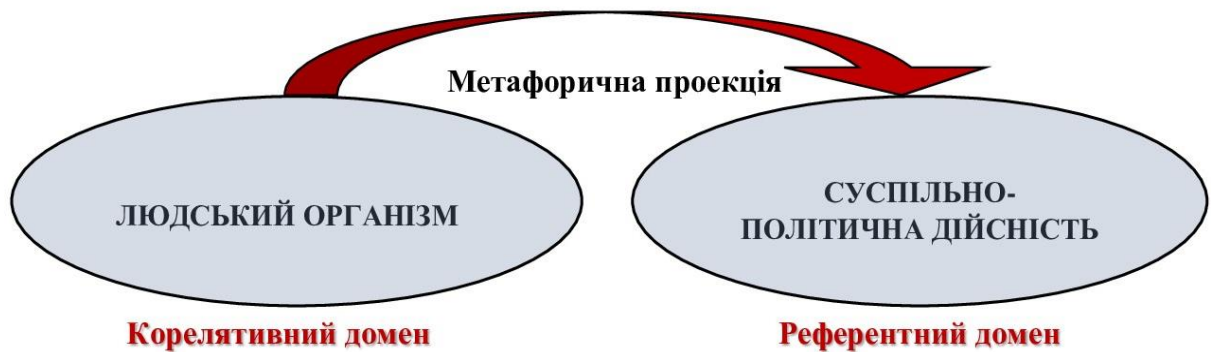 Метафорична проекція
ЛЮДСЬКИЙ ОРГАНІЗМ
СУСПІЛЬНО-
ПОЛІТИЧНА ДІЙСНІСТЬ
Корелятивний домен
Референтний домен